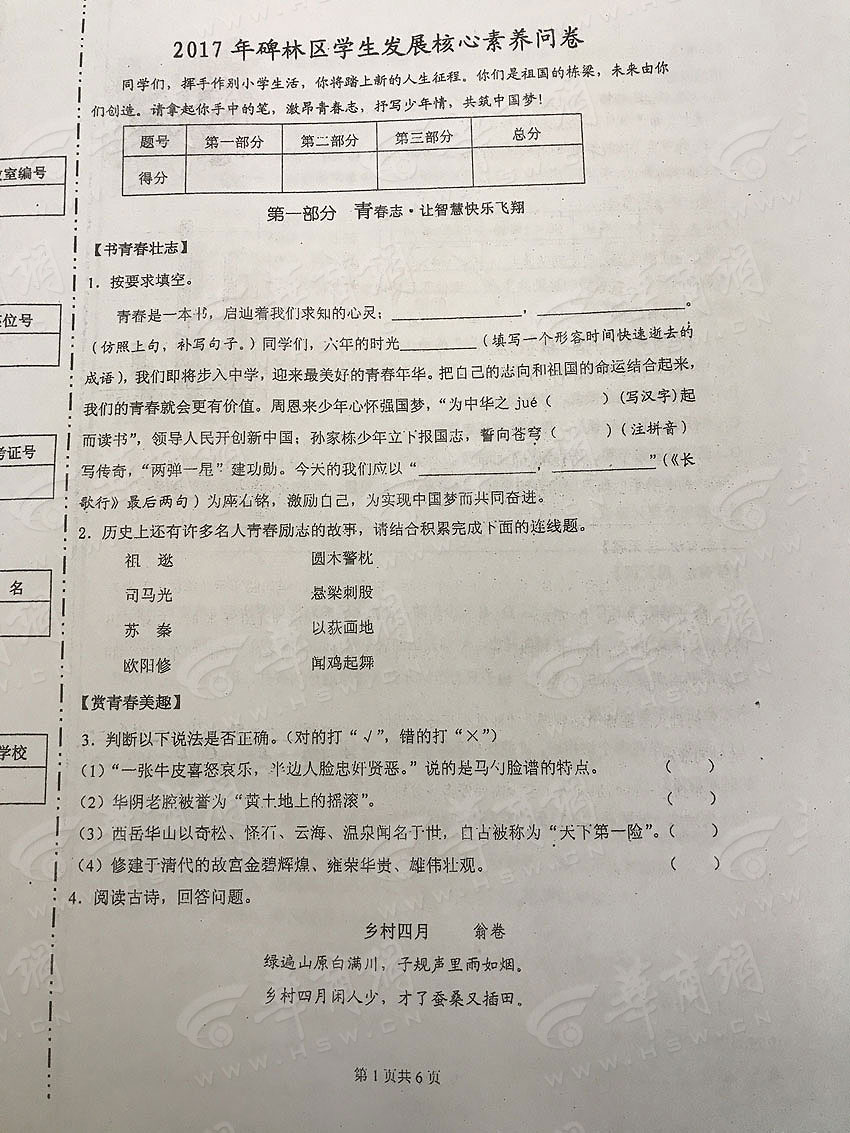 2017 年碑林区学生发展核心素养问卷
同学们，挥手作别小学生活，你将踏上新的人生征程。你们是祖国的栋梁，未来由你
们创造。请拿起你手中的笔，激昂青春志，抒写少年情，共筑中国梦！
题号 第一部分 第二部分 第三部分 总分
得分
第一部分 青春志·让智慧快乐飞翔
【书青春壮志】
1．按要求填空。
青春是一本书，启迪着我们求知的心灵；____________，____________。
（仿照上句，补写句子。）同学们，六年的时光__________（填写一个形容时间快速逝去的
成语），我们即将步入中学，迎来最美好的青春年华。把自己的志向和祖国的命运结合起来，
我们的青春就会更有价值。周恩来少年心怀强国梦，“为中华之 jué（ ）（写汉字）起
而读书”，领导人民开创新中国；孙家栋少年立下报国志，誓向苍穹（ ）（注拼音）
写传奇，“两弹一星”建功勋。今天的我们应以“____________，____________”（《长
歌行》最后两句）为座右铭，激励自己，为实现中国梦而共同奋进。
2．历史上还有许多名人青春励志的故事，请结合积累完成下面的连线题。
祖 逖 圆木警枕
司马光 悬梁刺股
苏 秦 以荻画地
欧阳修 闻鸡起舞
【赏青春美趣】
3．判断以下说法是否正确。（对的打“√”，错的打“×”）
（1）“一张牛皮喜怒哀乐，半边人脸忠奸贤恶。”说的是马勺脸谱的特点。 （ ）
（2）华阴老腔被誉为“黄土地上的摇滚”。 （ ）
（3）西岳华山以奇松、怪石、云海、温泉闻名于世，自古被称为“天下第一险”。（ ）
（4）修建于清代的故宫金碧辉煌、雍荣华贵、雄伟壮观。 （ ）
4．阅读古诗，回答问题。
乡村四月 翁卷
绿遍山原白满川，子规声里雨如烟。
乡村四月闲人少，才了蚕桑又插田。
第 1 页共 6 页
室编号
位号
考证号
名
学校
华商网
www.HSW.CN